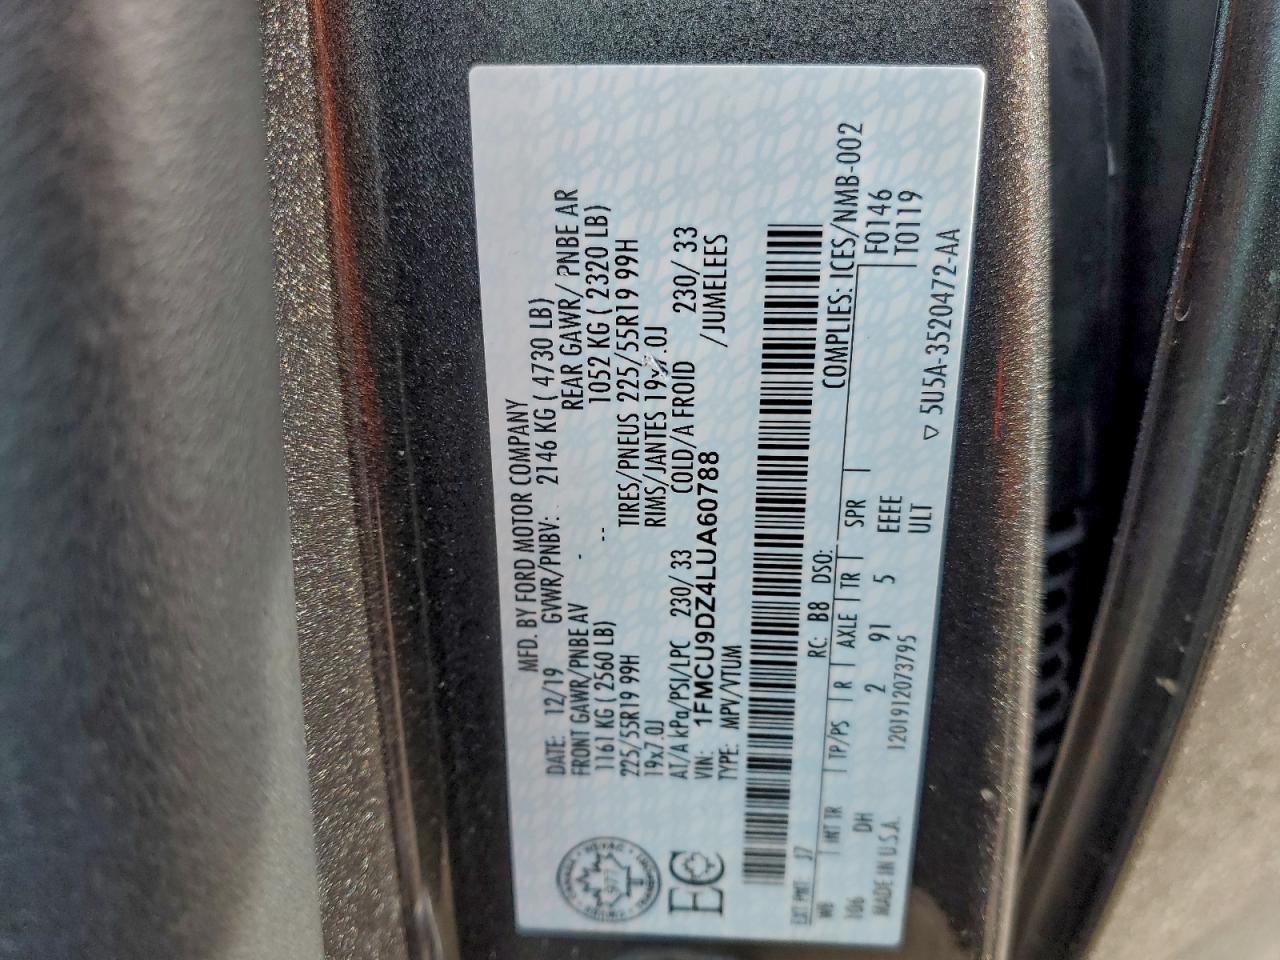 MFD. BY FORD MOTOR COMPANY
DATE: 12/19 GVWR/PNBV: 2146 KG ( 4730 LB)
FRONT GAWR/PNBE AV REAR GAWR/ PNBE AR
1161 KG ( 2560 LB) 1052 KG ( 2320 LB)
225/55R19 99H TIRES/PNEUS 225/55R19 99H
19x7.0J RIMS/JANTES 19x7.0J
AT/A kPa/PSI/LPC 230/ 33 COLD/A FROID 230/ 33
VIN: 1FMCU9DZ4LUA60788 /JUMELEES
TYPE: MPV/VTUM
RC: B8 DSO: COMPLIES: ICES/NMB-002
EXT PNT: J7
WB INT TR TP/PS R AXLE TR SPR F0146
106 DH 2 91 5 EEEE T0119
ULT
MADE IN U.S.A. 1201912073795 ▽ 5U5A-3520472-AA
EC
977